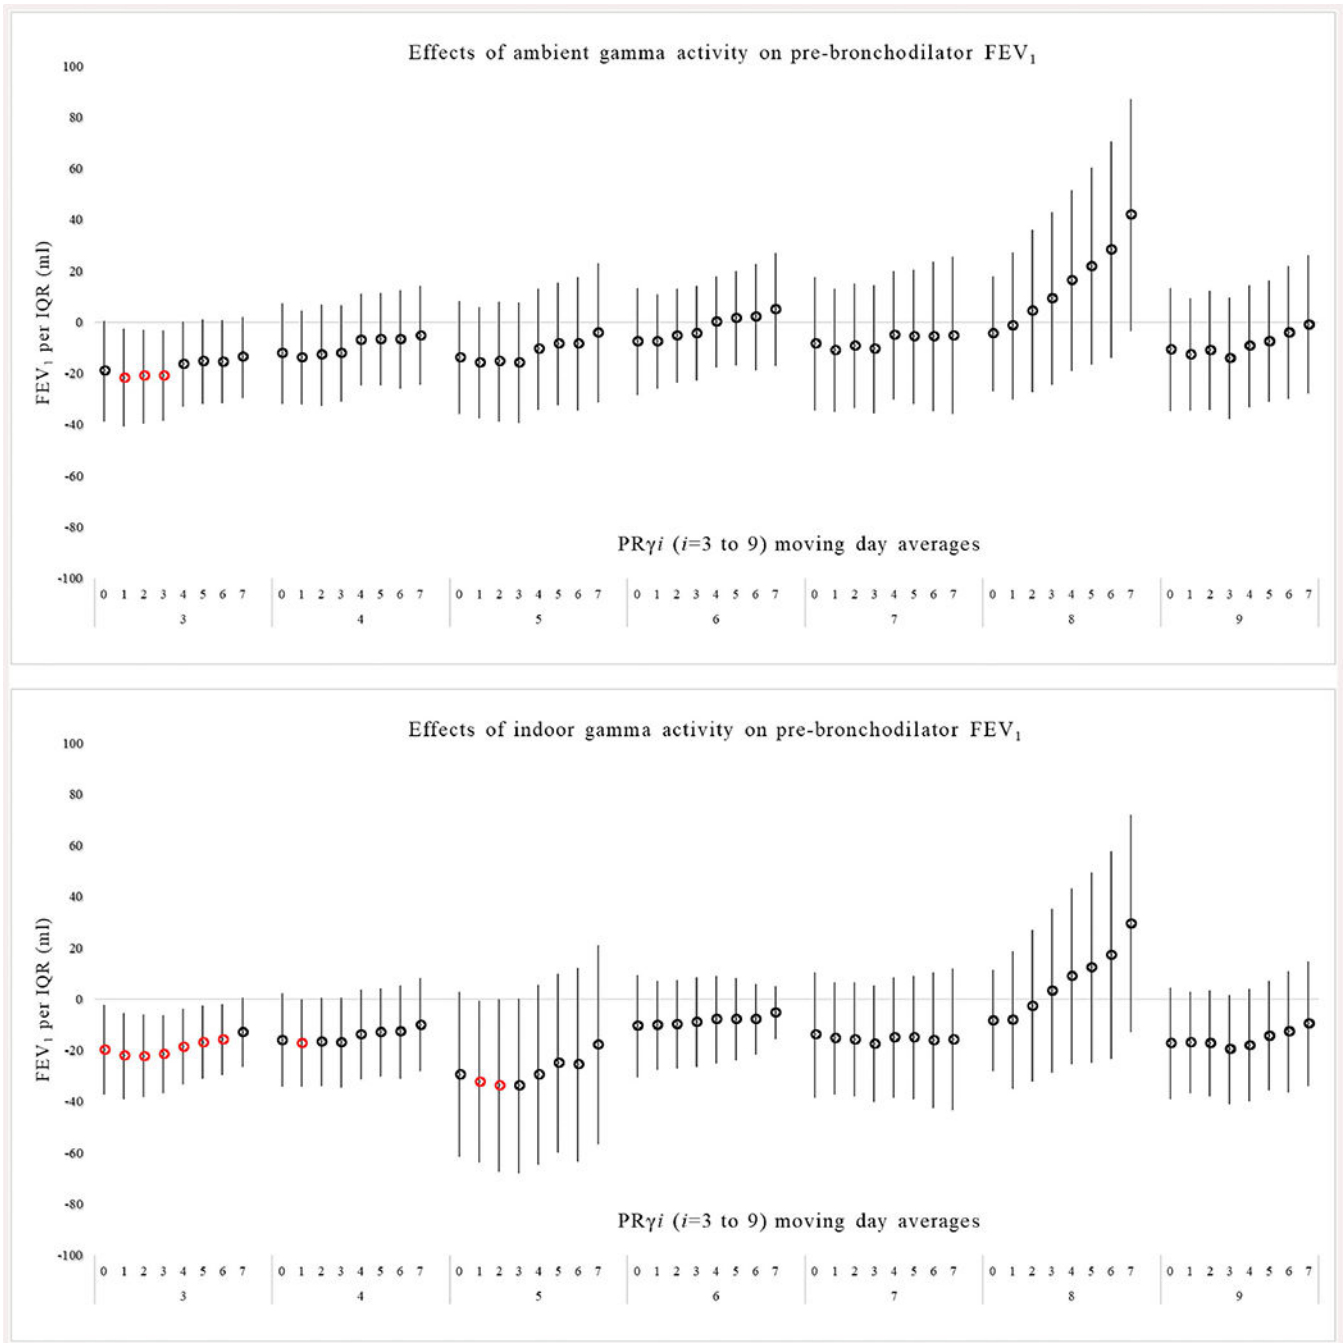 Effects of ambient gamma activity on pre-bronchodilator FEV₁
100
80
60
40
20
0
-20
-40
-60
-80
-100
FEV₁ per IQR (ml)
PRγi (i=3 to 9) moving day averages
0 1 2 3 4 5 6 7 0 1 2 3 4 5 6 7 0 1 2 3 4 5 6 7 0 1 2 3 4 5 6 7 0 1 2 3 4 5 6 7 0 1 2 3 4 5 6 7 0 1 2 3 4 5 6 7
3 4 5 6 7 8 9
Effects of indoor gamma activity on pre-bronchodilator FEV₁
100
80
60
40
20
0
-20
-40
-60
-80
-100
FEV₁ per IQR (ml)
PRγi (i=3 to 9) moving day averages
0 1 2 3 4 5 6 7 0 1 2 3 4 5 6 7 0 1 2 3 4 5 6 7 0 1 2 3 4 5 6 7 0 1 2 3 4 5 6 7 0 1 2 3 4 5 6 7 0 1 2 3 4 5 6 7
3 4 5 6 7 8 9